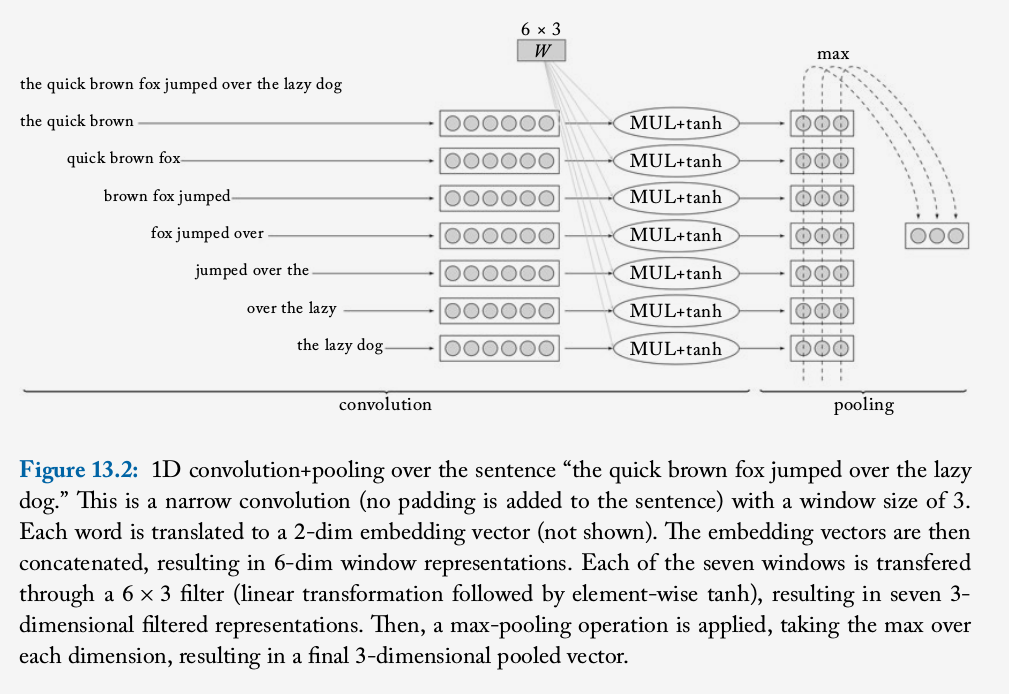 6 × 3
W
max
the quick brown fox jumped over the lazy dog
the quick brown
MUL+tanh
quick brown fox
MUL+tanh
brown fox jumped
MUL+tanh
fox jumped over
MUL+tanh
jumped over the
MUL+tanh
over the lazy
MUL+tanh
the lazy dog
MUL+tanh
convolution
pooling
Figure 13.2: 1D convolution+pooling over the sentence “the quick brown fox jumped over the lazy
dog.” This is a narrow convolution (no padding is added to the sentence) with a window size of 3.
Each word is translated to a 2-dim embedding vector (not shown). The embedding vectors are then
concatenated, resulting in 6-dim window representations. Each of the seven windows is transfered
through a 6 × 3 filter (linear transformation followed by element-wise tanh), resulting in seven 3-
dimensional filtered representations. Then, a max-pooling operation is applied, taking the max over
each dimension, resulting in a final 3-dimensional pooled vector.